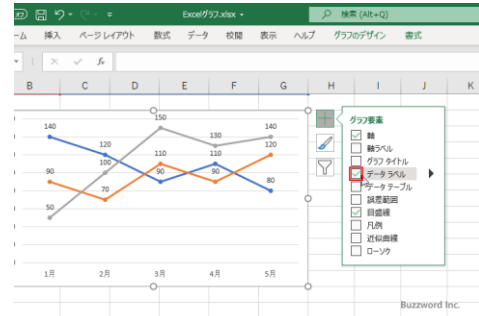 Excelグラフ.xlsx
検索 (Alt+Q)
ム 挿入 ページ レイアウト 数式 データ 校閲 表示 ヘルプ グラフのデザイン 書式
fx
B C D E F G H I J K
140 120 90 100 70 50 150 110 90 130 110 100 90 140 120 80
1月 2月 3月 4月 5月
グラフ要素
軸
軸ラベル
グラフ タイトル
データ ラベル
データ テーブル
誤差範囲
目盛線
凡例
近似曲線
ローソク
Buzzword Inc.